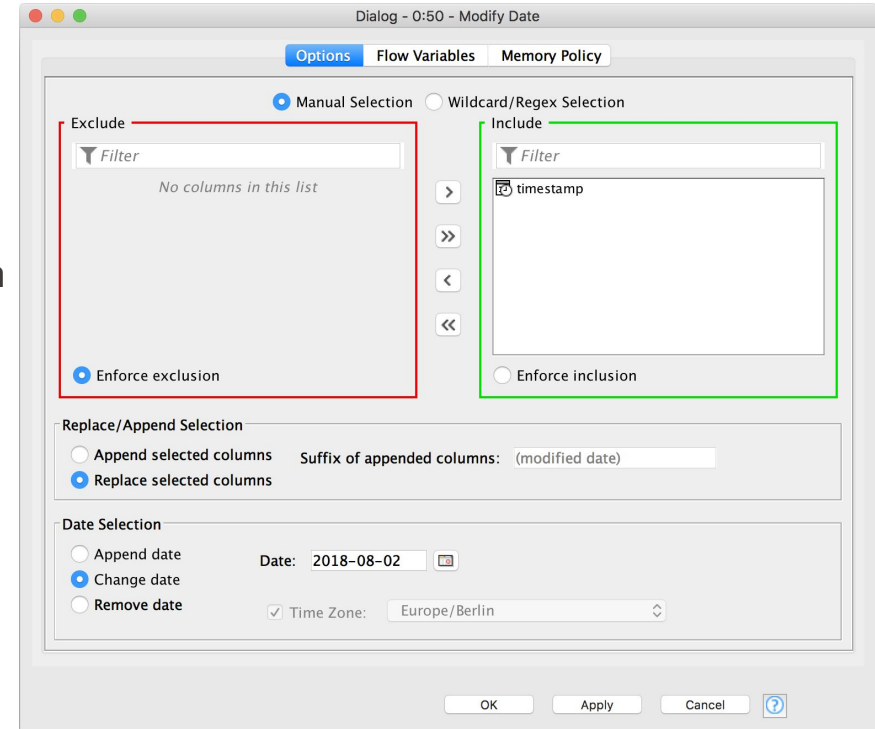 Dialog - 0:50 - Modify Date
Options Flow Variables Memory Policy
Manual Selection Wildcard/Regex Selection
Exclude
Filter
No columns in this list
Enforce exclusion
>
>>
<
<<
Include
Filter
timestamp
Enforce inclusion
Replace/Append Selection
Append selected columns
Replace selected columns
Suffix of appended columns: (modified date)
Date Selection
Append date
Change date
Remove date
Date: 2018-08-02
Time Zone: Europe/Berlin
OK Apply Cancel ?